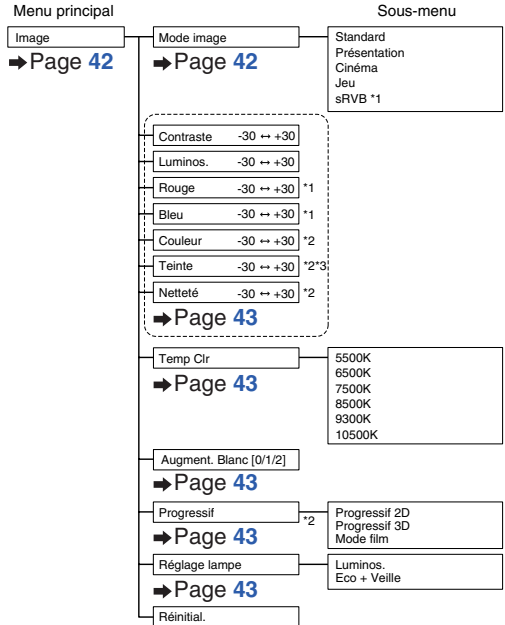 Menu principal
Sous-menu
Image
➡Page 42
Mode image
➡Page 42
Standard
Présentation
Cinéma
Jeu
sRVB *1
Contraste -30 ↔ +30
Luminos. -30 ↔ +30
Rouge -30 ↔ +30 *1
Bleu -30 ↔ +30 *1
Couleur -30 ↔ +30 *2
Teinte -30 ↔ +30 *2*3
Netteté -30 ↔ +30 *2
➡Page 43
Temp Clr
➡Page 43
5500K
6500K
7500K
8500K
9300K
10500K
Augment. Blanc [0/1/2]
➡Page 43
Progressif *2
➡Page 43
Progressif 2D
Progressif 3D
Mode film
Réglage lampe
➡Page 43
Luminos.
Eco + Veille
Réinitial.